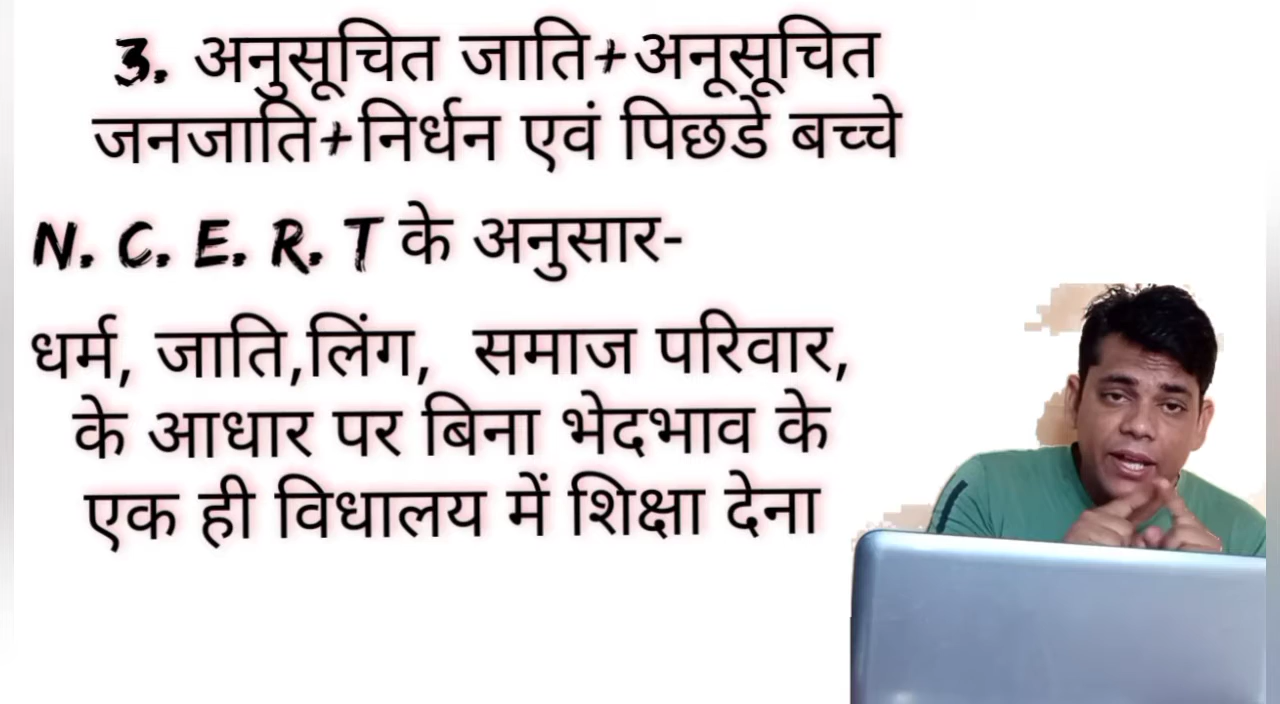 3. अनुसूचित जाति+अनूसूचित
जनजाति+निर्धन एवं पिछडे बच्चे
N. C. E. R. T के अनुसार-
धर्म, जाति,लिंग, समाज परिवार,
के आधार पर बिना भेदभाव के
एक ही विधालय में शिक्षा देना